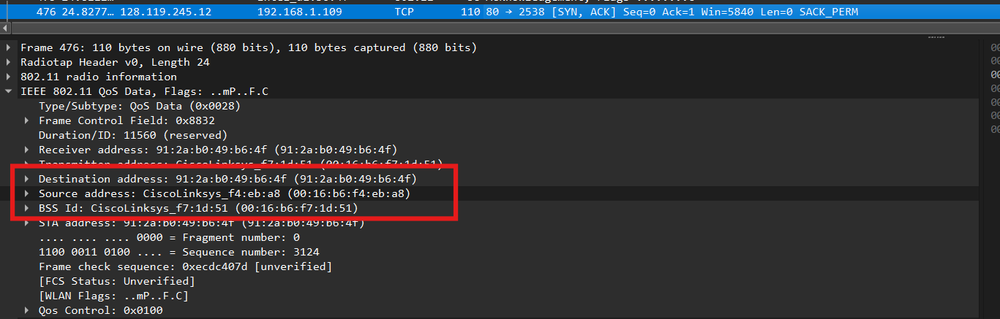 476 24.8277… 128.119.245.12 192.168.1.109 TCP 110 80 → 2538 [SYN, ACK] Seq=0 Ack=1 Win=5840 Len=0 SACK_PERM
Frame 476: 110 bytes on wire (880 bits), 110 bytes captured (880 bits)
Radiotap Header v0, Length 24
802.11 radio information
IEEE 802.11 QoS Data, Flags: ..mP..F.C
Type/Subtype: QoS Data (0x0028)
Frame Control Field: 0x8832
Duration/ID: 11560 (reserved)
Receiver address: 91:2a:b0:49:b6:4f (91:2a:b0:49:b6:4f)
Transmitter address: CiscoLinksys_f7:1d:51 (00:16:b6:f7:1d:51)
Destination address: 91:2a:b0:49:b6:4f (91:2a:b0:49:b6:4f)
Source address: CiscoLinksys_f4:eb:a8 (00:16:b6:f4:eb:a8)
BSS Id: CiscoLinksys_f7:1d:51 (00:16:b6:f7:1d:51)
STA address: 91:2a:b0:49:b6:4f (91:2a:b0:49:b6:4f)
.... .... .... 0000 = Fragment number: 0
1100 0011 0100 .... = Sequence number: 3124
Frame check sequence: 0xecdc407d [unverified]
[FCS Status: Unverified]
[WLAN Flags: ..mP..F.C]
Qos Control: 0x0100